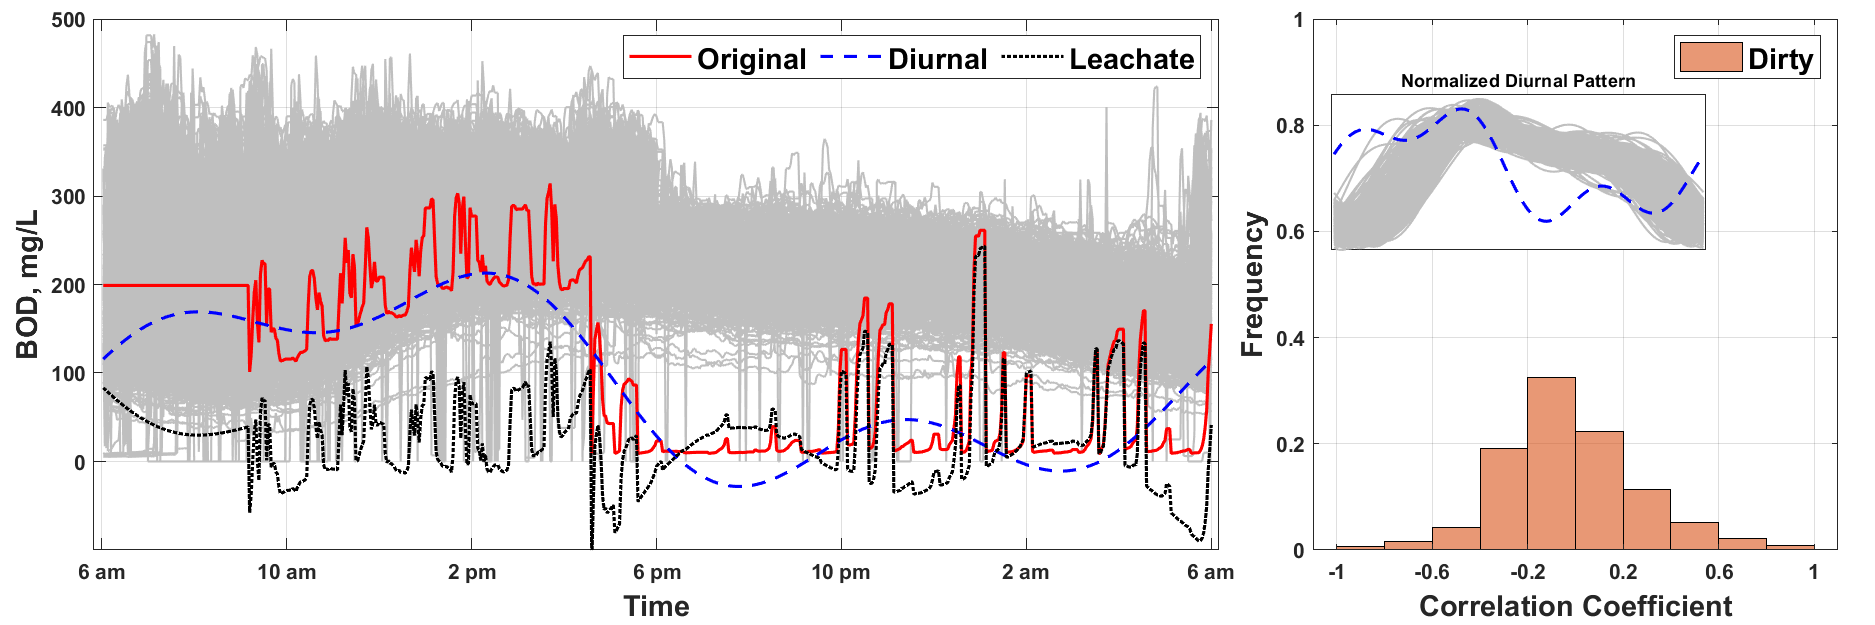 500
400
300
200
100
0
BOD, mg/L
Original Diurnal Leachate
6 am 10 am 2 pm 6 pm 10 pm 2 am 6 am
Time
1
0.8
0.6
0.4
0.2
0
Frequency
Dirty
Normalized Diurnal Pattern
-1 -0.6 -0.2 0.2 0.6 1
Correlation Coefficient